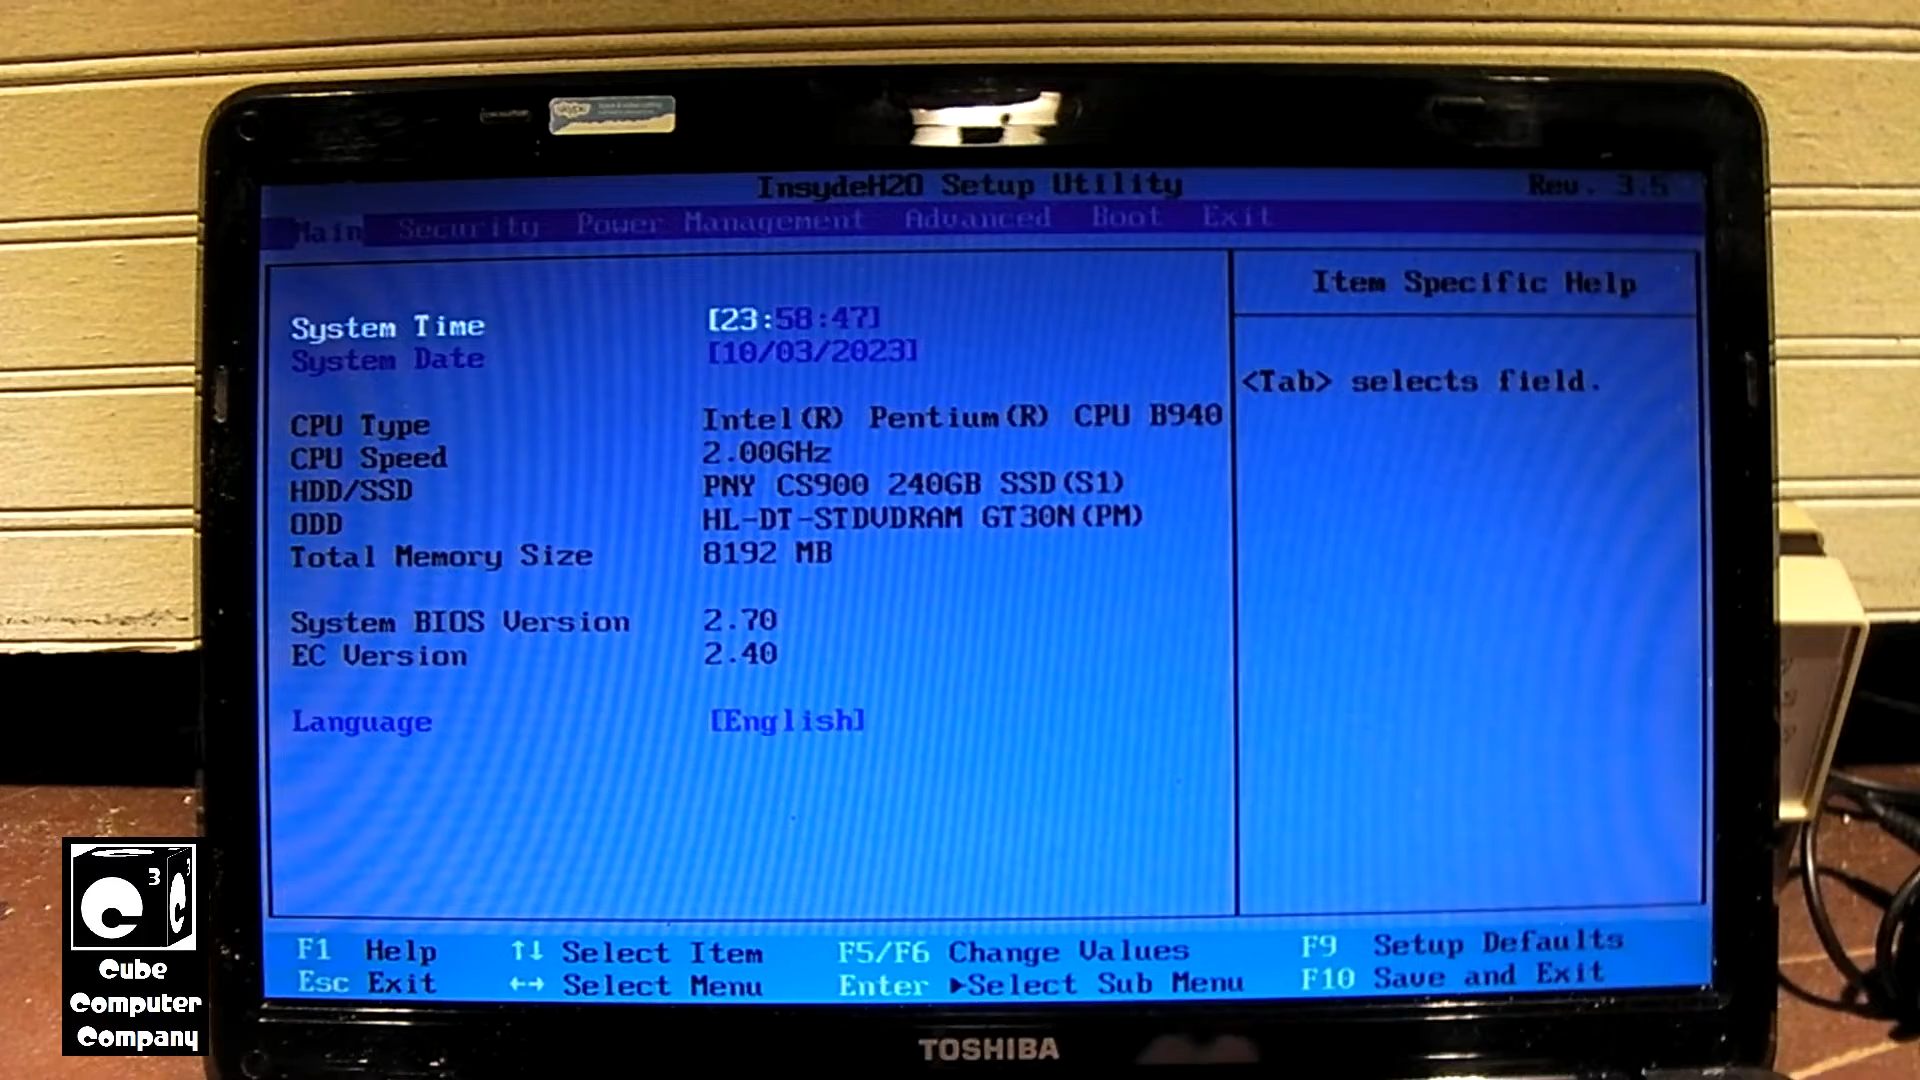 skype
InsydeH2O Setup Utility Rev. 3.5
Main Security Power Management Advanced Boot Exit
Item Specific Help
System Time [23:58:47]
System Date [10/03/2023]
<Tab> selects field.
CPU Type Intel(R) Pentium(R) CPU B940
CPU Speed 2.00GHz
HDD/SSD PNY CS900 240GB SSD(S1)
ODD HL-DT-STDVDRAM GT30N(PM)
Total Memory Size 8192 MB
System BIOS Version 2.70
EC Version 2.40
Language [English]
F1 Help ↑↓ Select Item F5/F6 Change Values F9 Setup Defaults
Esc Exit ←→ Select Menu Enter ►Select Sub Menu F10 Save and Exit
TOSHIBA
C 3 C 3
Cube
Computer
Company